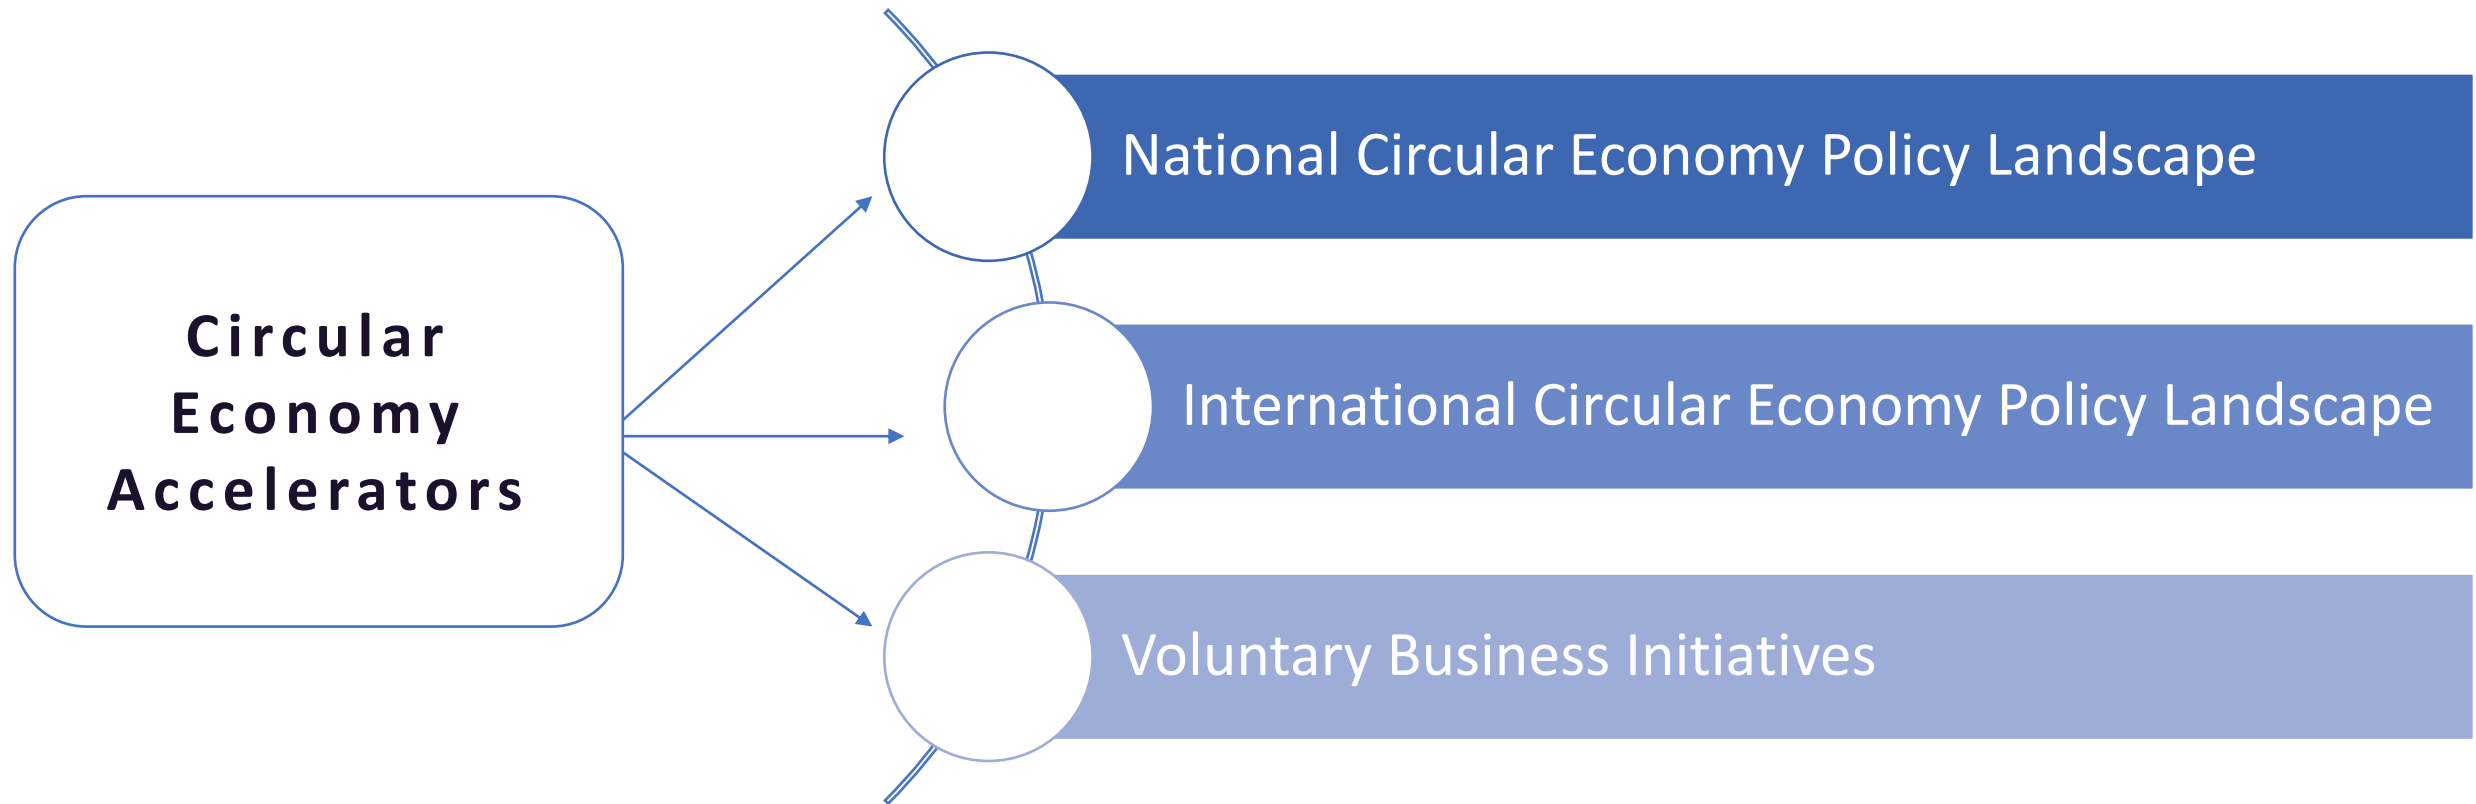 Circular
Economy
Accelerators
National Circular Economy Policy Landscape
International Circular Economy Policy Landscape
Voluntary Business Initiatives